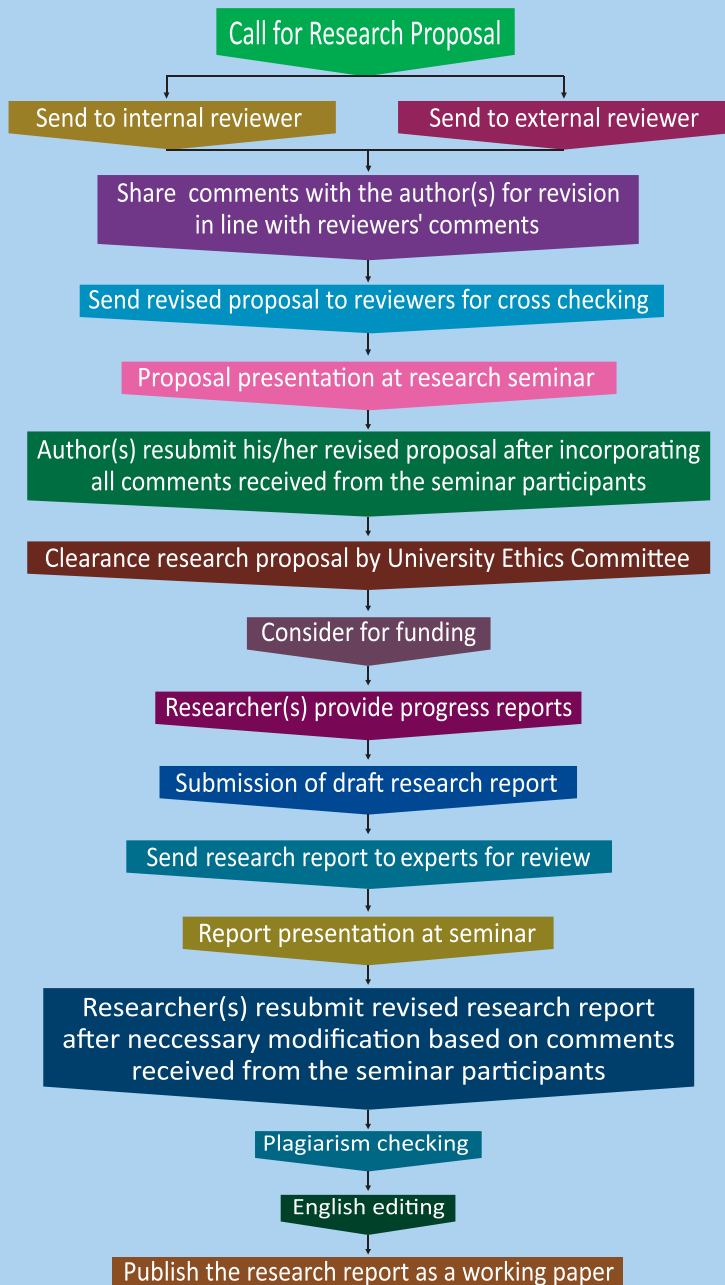 Call for Research Proposal
Send to internal reviewer
Send to external reviewer
Share comments with the author(s) for revision
in line with reviewers' comments
Send revised proposal to reviewers for cross checking
Proposal presentation at research seminar
Author(s) resubmit his/her revised proposal after incorporating
all comments received from the seminar participants
Clearance research proposal by University Ethics Committee
Consider for funding
Researcher(s) provide progress reports
Submission of draft research report
Send research report to experts for review
Report presentation at seminar
Researcher(s) resubmit revised research report
after neccessary modification based on comments
received from the seminar participants
Plagiarism checking
English editing
Publish the research report as a working paper